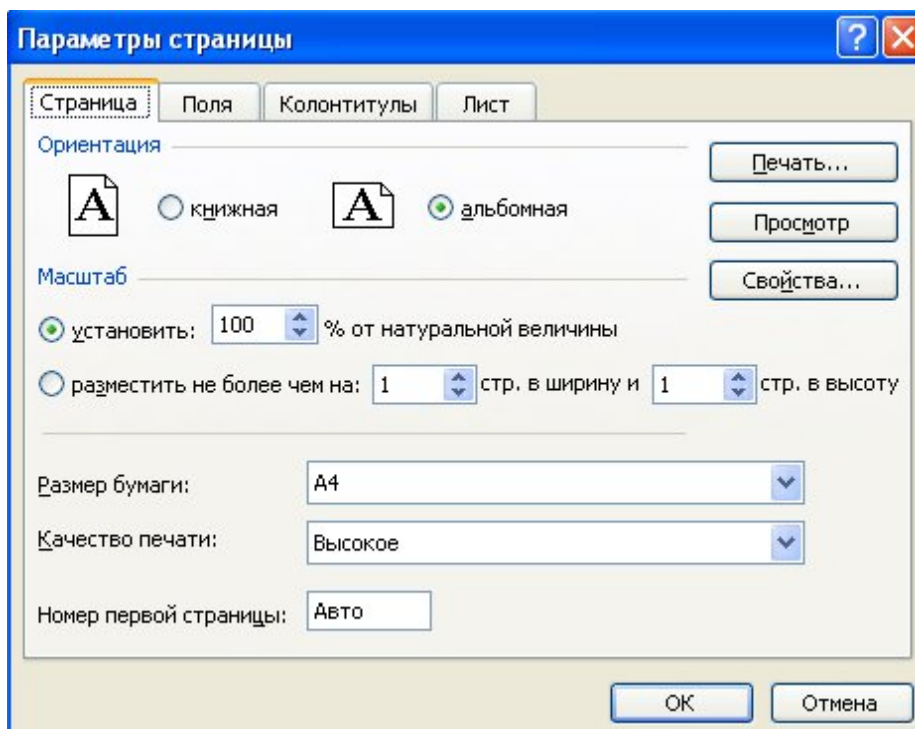 Параметры страницы
Страница Поля Колонтитулы Лист
Ориентация
Печать...
A книжная A альбомная
Просмотр
Масштаб
Свойства...
установить: 100 % от натуральной величины
разместить не более чем на: 1 стр. в ширину и 1 стр. в высоту
Размер бумаги: A4
Качество печати: Высокое
Номер первой страницы: Авто
ОК Отмена